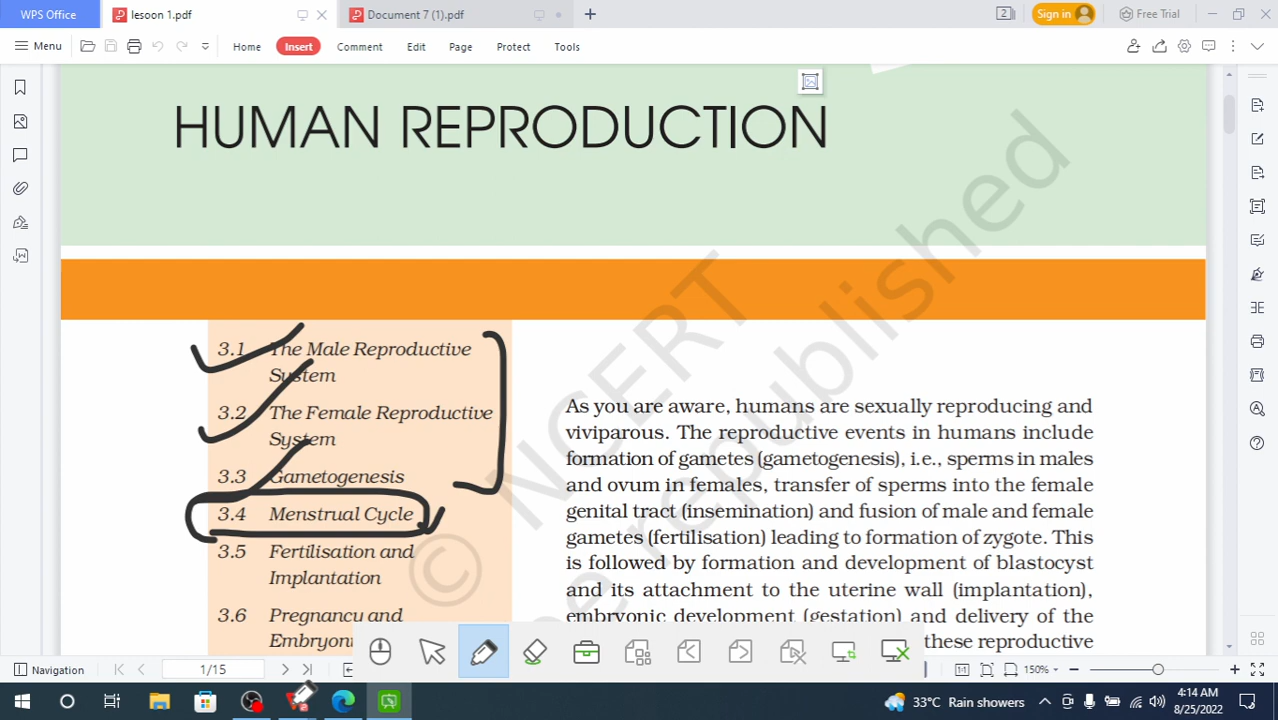 WPS Office
lesoon 1.pdf
Document 7 (1).pdf
2
Sign in
Free Trial
Menu
Home
Insert
Comment
Edit
Page
Protect
Tools
HUMAN REPRODUCTION
3.1 The Male Reproductive
System
3.2 The Female Reproductive
System
3.3 Gametogenesis
3.4 Menstrual Cycle
3.5 Fertilisation and
Implantation
3.6 Pregnancy and
As you are aware, humans are sexually reproducing and
viviparous. The reproductive events in humans include
formation of gametes (gametogenesis), i.e., sperms in males
and ovum in females, transfer of sperms into the female
genital tract (insemination) and fusion of male and female
gametes (fertilisation) leading to formation of zygote. This
is followed by formation and development of blastocyst
and its attachment to the uterine wall (implantation),
embryonic development (gestation) and delivery of the
these reproductive
© NCERT
be republished
Navigation
1/15
150%
33°C Rain showers
4:14 AM
8/25/2022